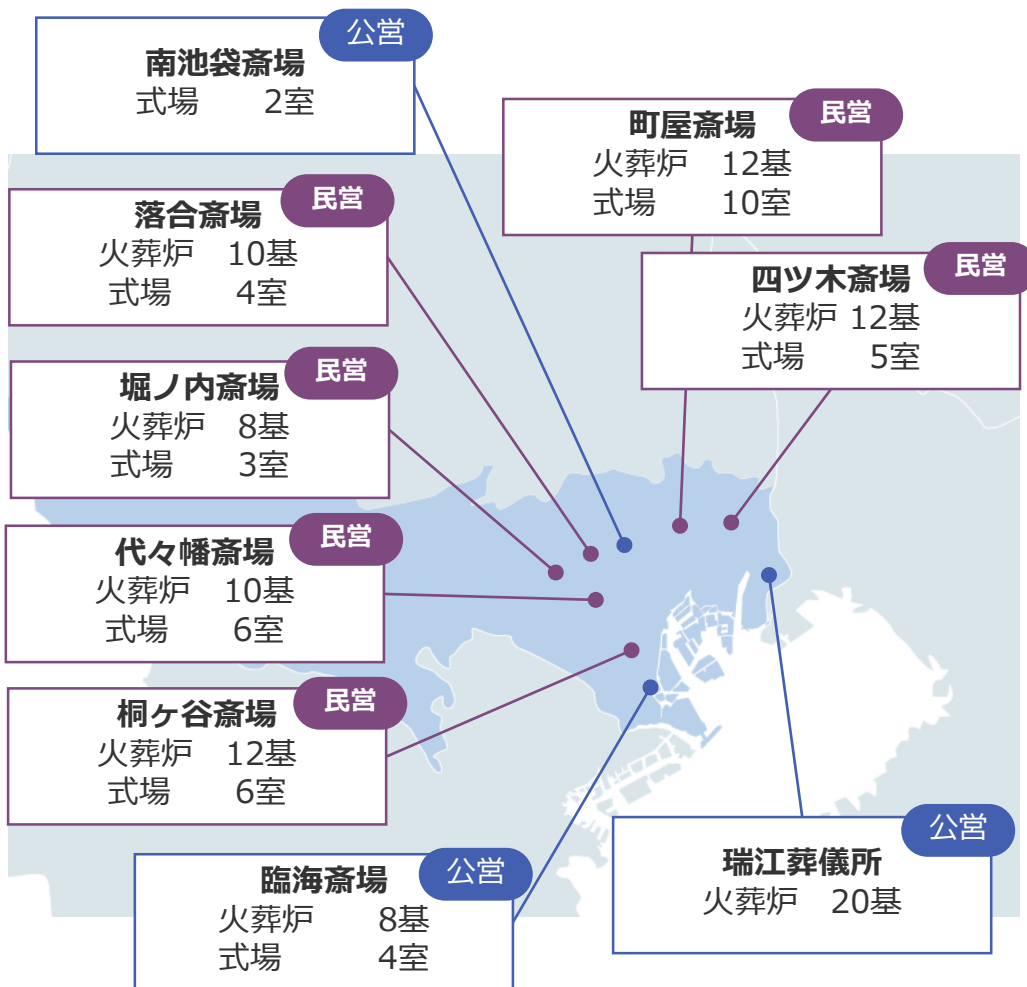 公営
南池袋斎場
式場 2室
民営
町屋斎場
火葬炉 12基
式場 10室
民営
落合斎場
火葬炉 10基
式場 4室
民営
四ツ木斎場
火葬炉 12基
式場 5室
民営
堀ノ内斎場
火葬炉 8基
式場 3室
民営
代々幡斎場
火葬炉 10基
式場 6室
民営
桐ヶ谷斎場
火葬炉 12基
式場 6室
公営
瑞江葬儀所
火葬炉 20基
公営
臨海斎場
火葬炉 8基
式場 4室